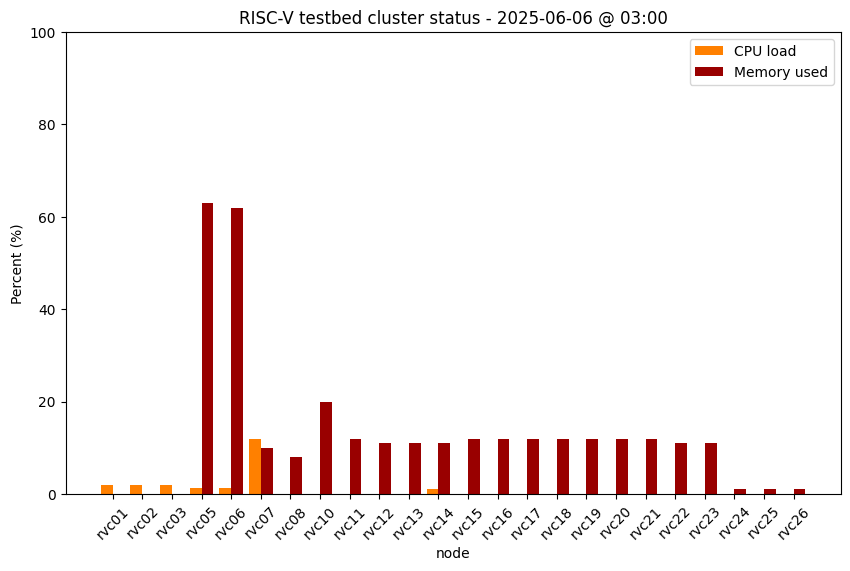 RISC-V testbed cluster status - 2025-06-06 @ 03:00
CPU load
Memory used
Percent (%)
100
80
60
40
20
0
rvc01 rvc02 rvc03 rvc05 rvc06 rvc07 rvc08 rvc10 rvc11 rvc12 rvc13 rvc14 rvc15 rvc16 rvc17 rvc18 rvc19 rvc20 rvc21 rvc22 rvc23 rvc24 rvc25 rvc26
node